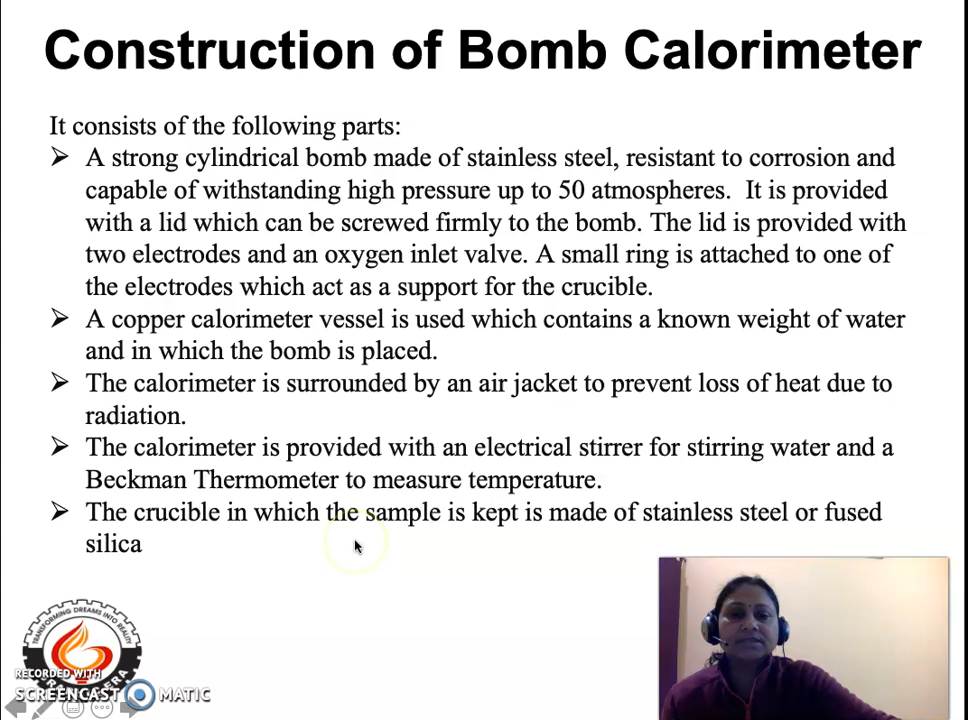 Construction of Bomb Calorimeter
It consists of the following parts:
➢ A strong cylindrical bomb made of stainless steel, resistant to corrosion and
capable of withstanding high pressure up to 50 atmospheres. It is provided
with a lid which can be screwed firmly to the bomb. The lid is provided with
two electrodes and an oxygen inlet valve. A small ring is attached to one of
the electrodes which act as a support for the crucible.
➢ A copper calorimeter vessel is used which contains a known weight of water
and in which the bomb is placed.
➢ The calorimeter is surrounded by an air jacket to prevent loss of heat due to
radiation.
➢ The calorimeter is provided with an electrical stirrer for stirring water and a
Beckman Thermometer to measure temperature.
➢ The crucible in which the sample is kept is made of stainless steel or fused
silica
TRANSFORMING DREAMS INTO REALITY
RECORDED WITH
SCREENCAST MATIC